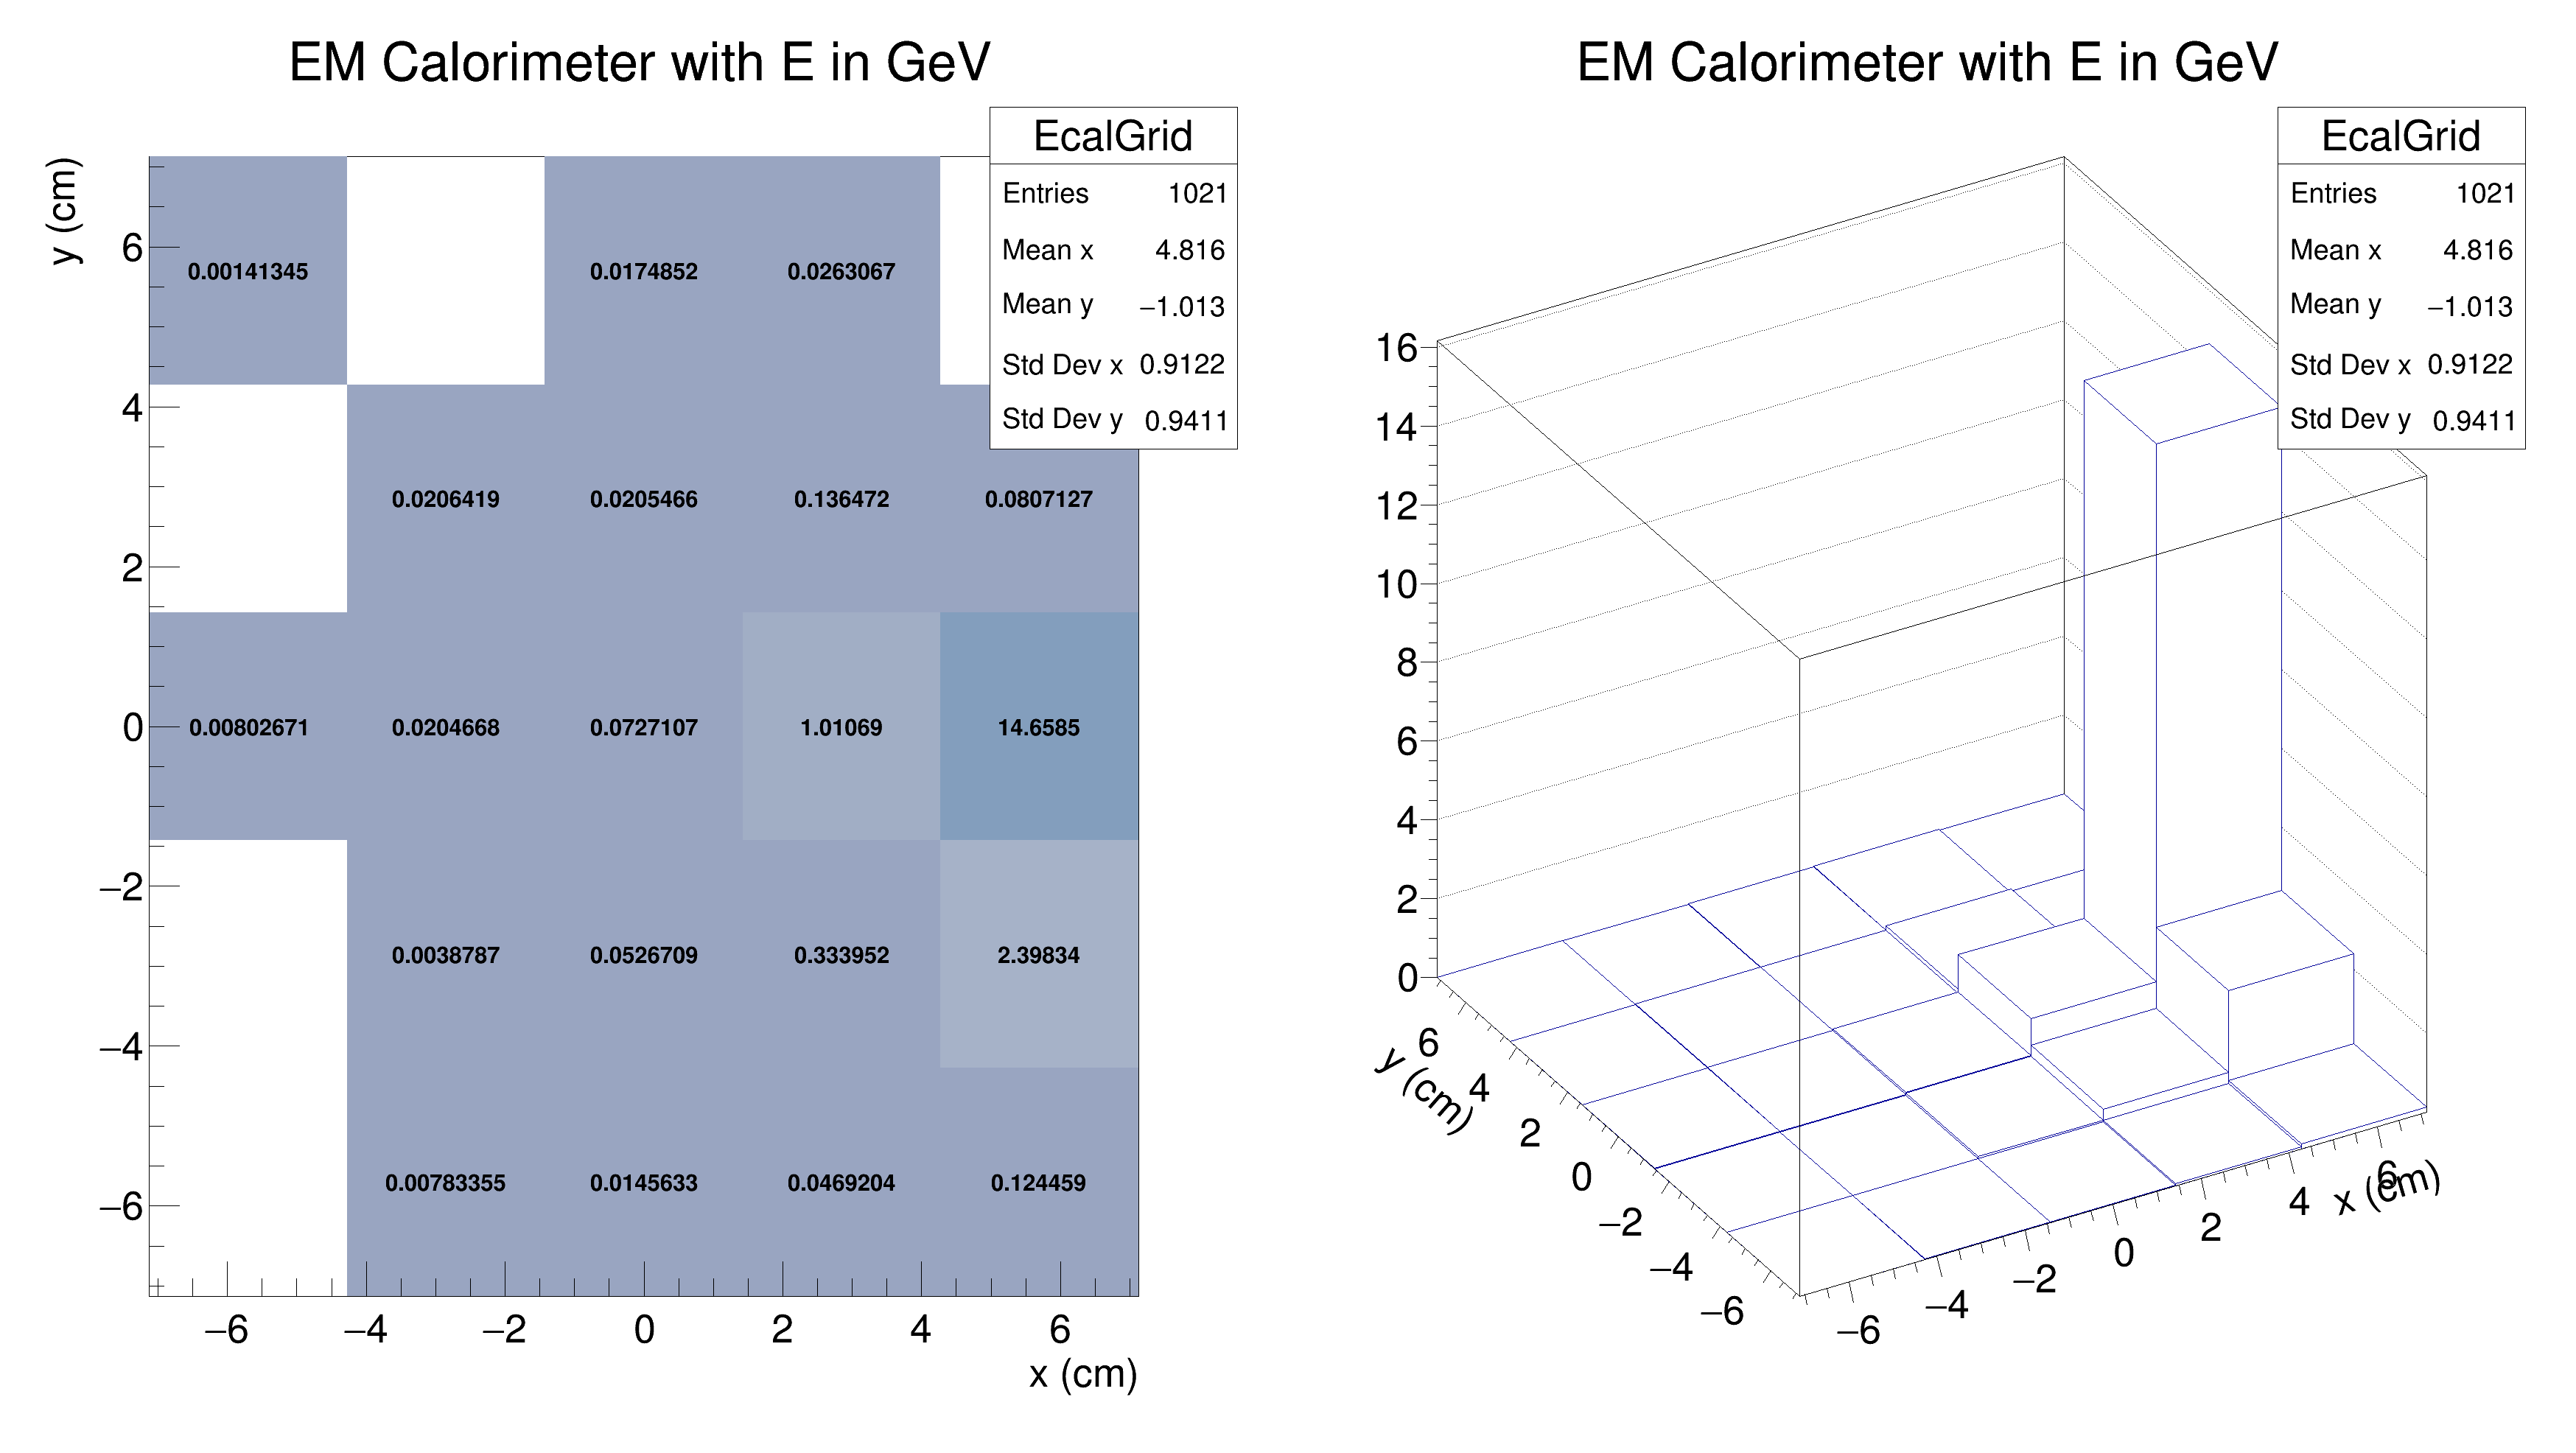 EM Calorimeter with E in GeV
EcalGrid
Entries 1021
Mean x 4.816
Mean y −1.013
Std Dev x 0.9122
Std Dev y 0.9411
y (cm)
6
4
2
0
−2
−4
−6
0.00141345 0.0174852 0.0263067
0.0206419 0.0205466 0.136472 0.0807127
0.00802671 0.0204668 0.0727107 1.01069 14.6585
0.0038787 0.0526709 0.333952 2.39834
0.00783355 0.0145633 0.0469204 0.124459
−6 −4 −2 0 2 4 6
x (cm)
EM Calorimeter with E in GeV
EcalGrid
Entries 1021
Mean x 4.816
Mean y −1.013
Std Dev x 0.9122
Std Dev y 0.9411
16
14
12
10
8
6
4
2
0
y (cm)
6
4
2
0
−2
−4
−6
−6
−4
−2
0
2
4
6
x (cm)